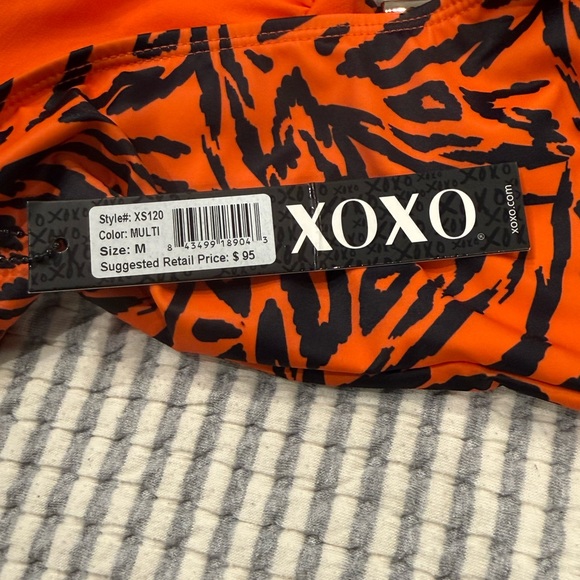 Style#: XS120
Color: MULTI
Size: M
8 43499 18904 3
Suggested Retail Price: $ 95
XOXO
®
xoxo.com